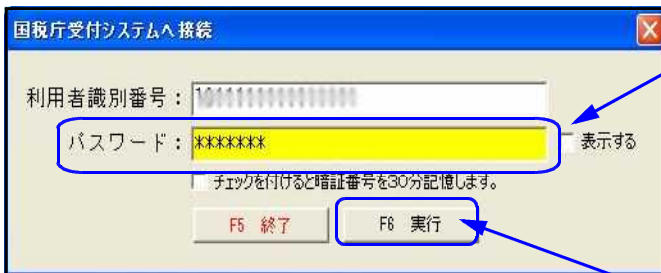 国税庁受付システムへ接続
利用者識別番号：
パスワード： ******* 表示する
チェックを付けると暗証番号を30分記憶します。
F5 終了 F6 実行